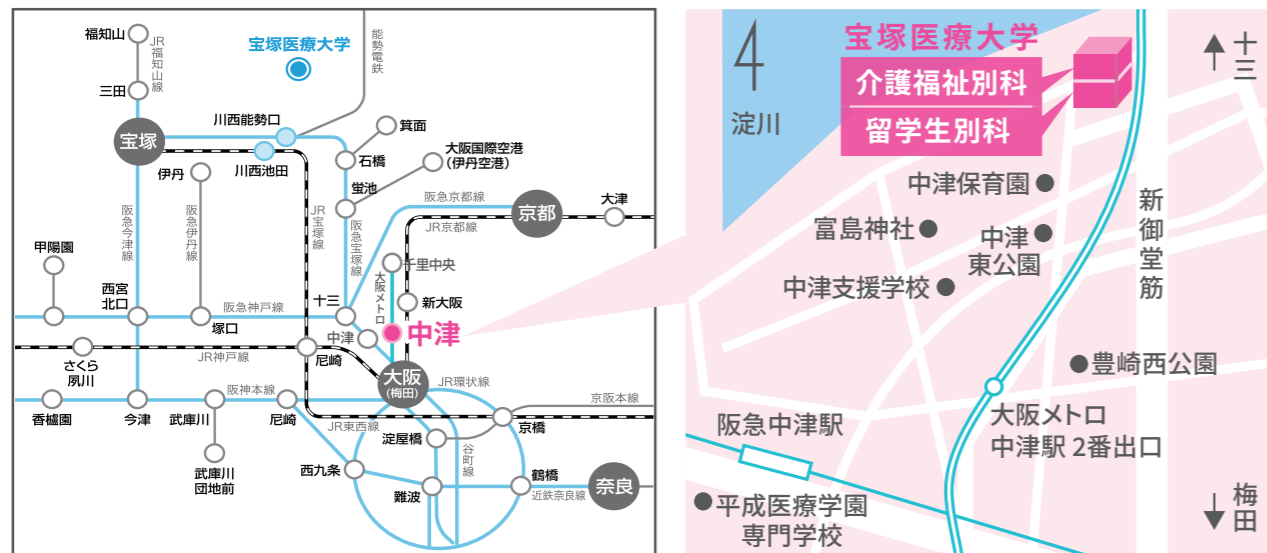 福知山
JR福知山線
三田
宝塚医療大学
能勢電鉄
宝塚
川西能勢口
川西池田
箕面
石橋
大阪国際空港
(伊丹空港)
伊丹
蛍池
阪急今津線
阪急伊丹線
JR宝塚線
阪急宝塚線
阪急京都線
京都
大津
JR京都線
甲陽園
千里中央
大阪メトロ
西宮
北口
阪急神戸線
塚口
十三
新大阪
中津
中津
さくら
夙川
JR神戸線
尼崎
大阪
(梅田)
JR環状線
京阪本線
阪神本線
香櫨園
今津
武庫川
尼崎
JR東西線
淀屋橋
谷町線
京橋
武庫川
団地前
西九条
難波
鶴橋
近鉄奈良線
奈良
淀川
宝塚医療大学
介護福祉別科
留学生別科
十三
中津保育園
富島神社
中津
東公園
新御堂筋
中津支援学校
豊崎西公園
阪急中津駅
大阪メトロ
中津駅 2番出口
平成医療学園
専門学校
梅田